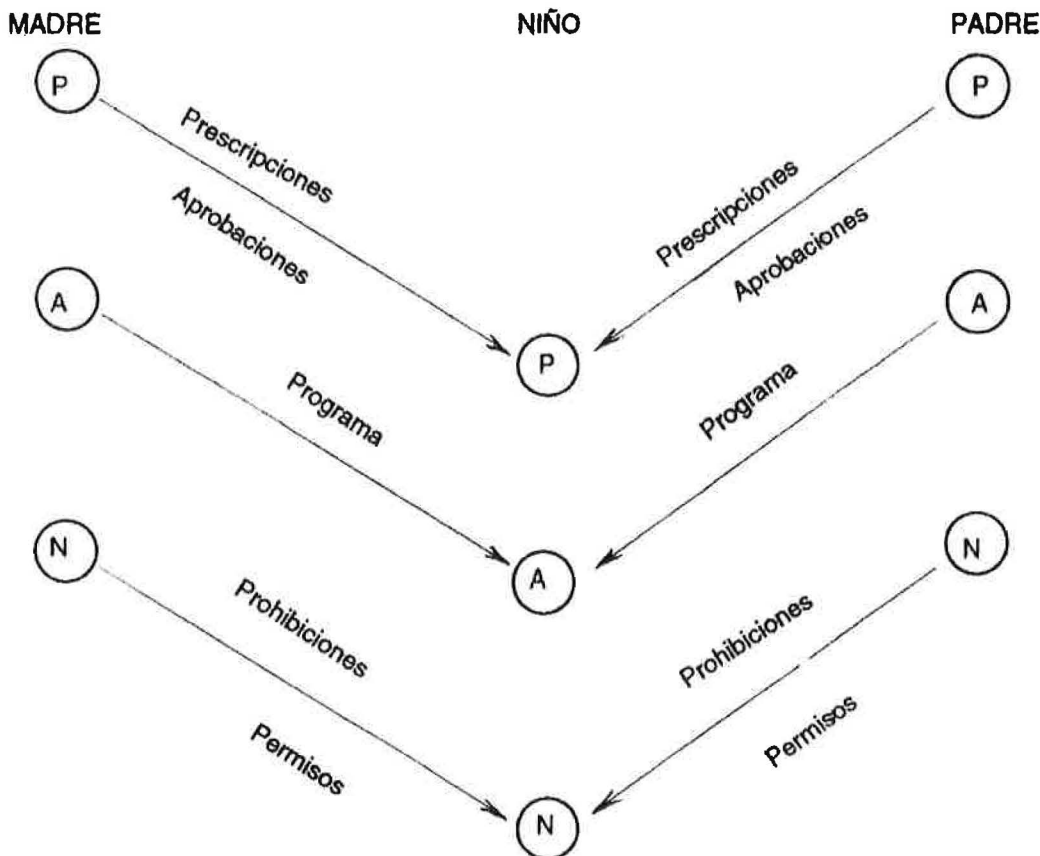 MADRE NIÑO PADRE
P P
Prescripciones Prescripciones
Aprobaciones Aprobaciones
A A
P
Programa Programa
N N
A
Prohibiciones Prohibiciones
Permisos Permisos
N